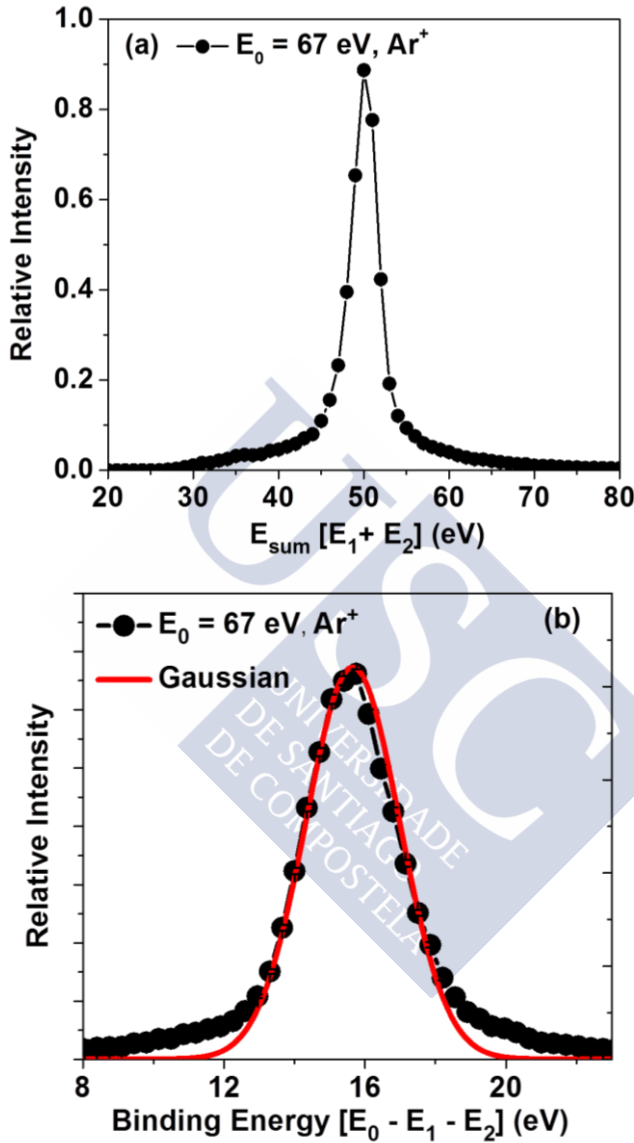 (a) E₀ = 67 eV, Ar⁺
Relative Intensity
1.0
0.8
0.6
0.4
0.2
0.0
20 30 40 50 60 70 80
E_sum [E₁+ E₂] (eV)
USC
UNIVERSIDADE
DE SANTIAGO
DE COMPOSTELA
E₀ = 67 eV, Ar⁺ (b)
Gaussian
Relative Intensity
8 12 16 20
Binding Energy [E₀ - E₁ - E₂] (eV)